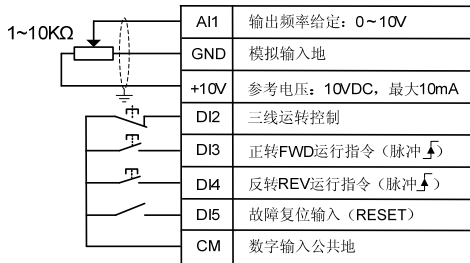 AI1 输出频率给定：0～10V
1~10KΩ
GND 模拟输入地
+10V 参考电压：10VDC，最大10mA
DI2 三线运转控制
DI3 正转FWD运行指令（脉冲）
DI4 反转REV运行指令（脉冲）
DI5 故障复位输入（RESET）
CM 数字输入公共地